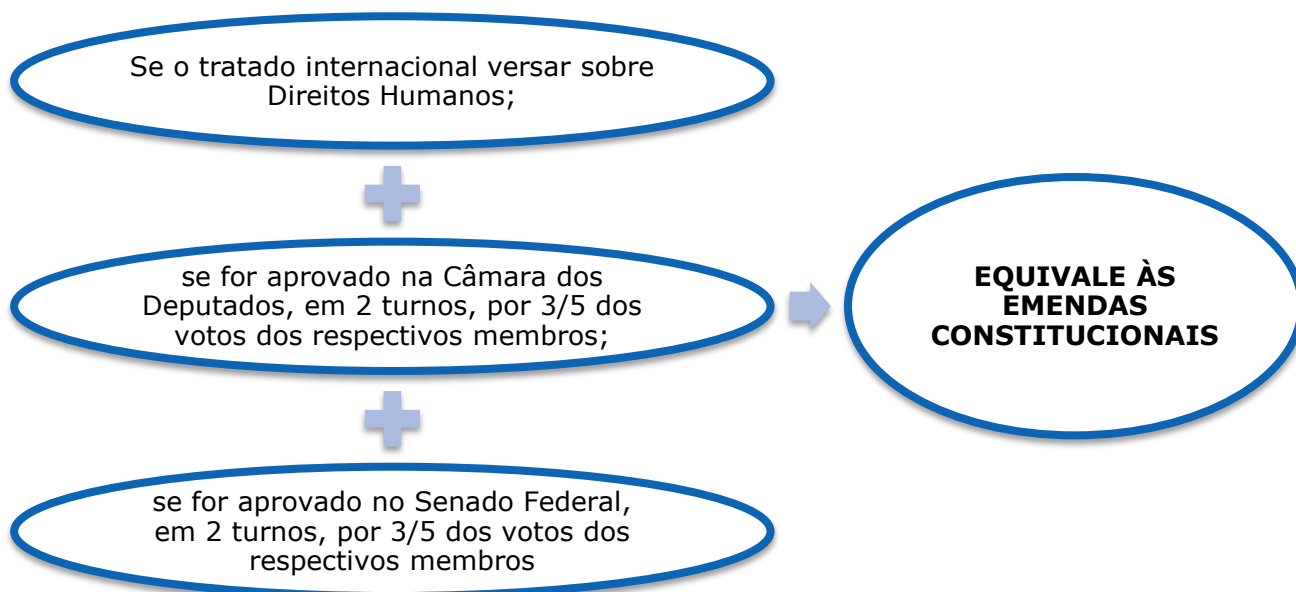 Se o tratado internacional versar sobre
Direitos Humanos;
se for aprovado na Câmara dos
Deputados, em 2 turnos, por 3/5 dos
votos dos respectivos membros;
se for aprovado no Senado Federal,
em 2 turnos, por 3/5 dos votos dos
respectivos membros
EQUIVALE ÀS
EMENDAS
CONSTITUCIONAIS